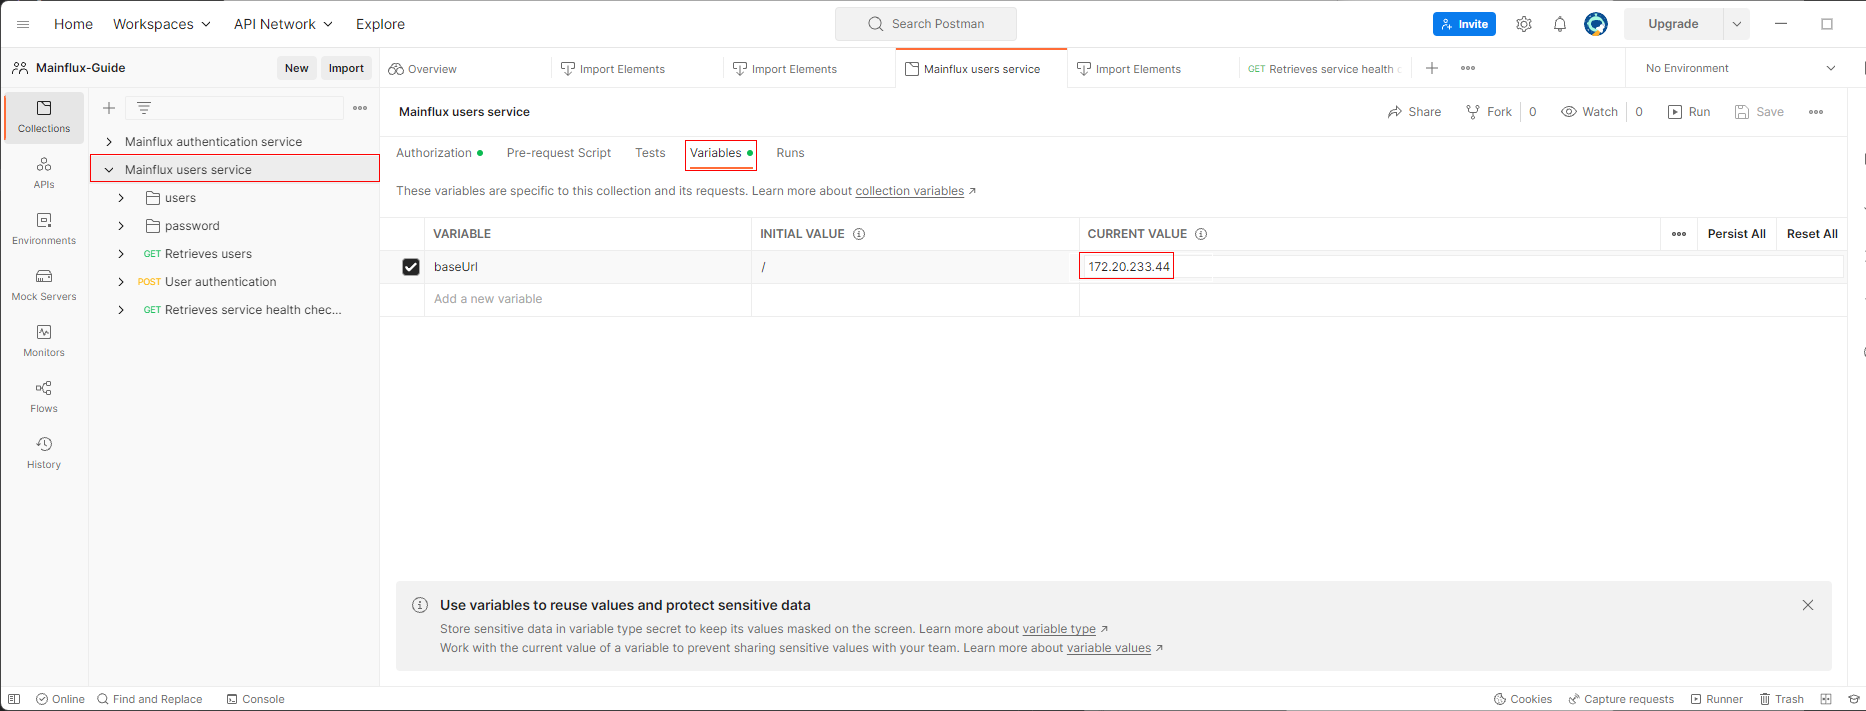 Home Workspaces API Network Explore Search Postman Invite Upgrade
Mainflux-Guide New Import Overview Import Elements Import Elements Mainflux users service Import Elements GET Retrieves service health No Environment
Collections
APIs
Environments
Mock Servers
Monitors
Flows
History
Mainflux authentication service
Mainflux users service
users
password
GET Retrieves users
POST User authentication
GET Retrieves service health chec...
Mainflux users service Share Fork 0 Watch 0 Run Save
Authorization Pre-request Script Tests Variables Runs
These variables are specific to this collection and its requests. Learn more about collection variables ↗
VARIABLE INITIAL VALUE CURRENT VALUE Persist All Reset All
baseUrl / 172.20.233.44
Add a new variable
Use variables to reuse values and protect sensitive data
Store sensitive data in variable type secret to keep its values masked on the screen. Learn more about variable type ↗
Work with the current value of a variable to prevent sharing sensitive values with your team. Learn more about variable values ↗
Online Find and Replace Console Cookies Capture requests Runner Trash